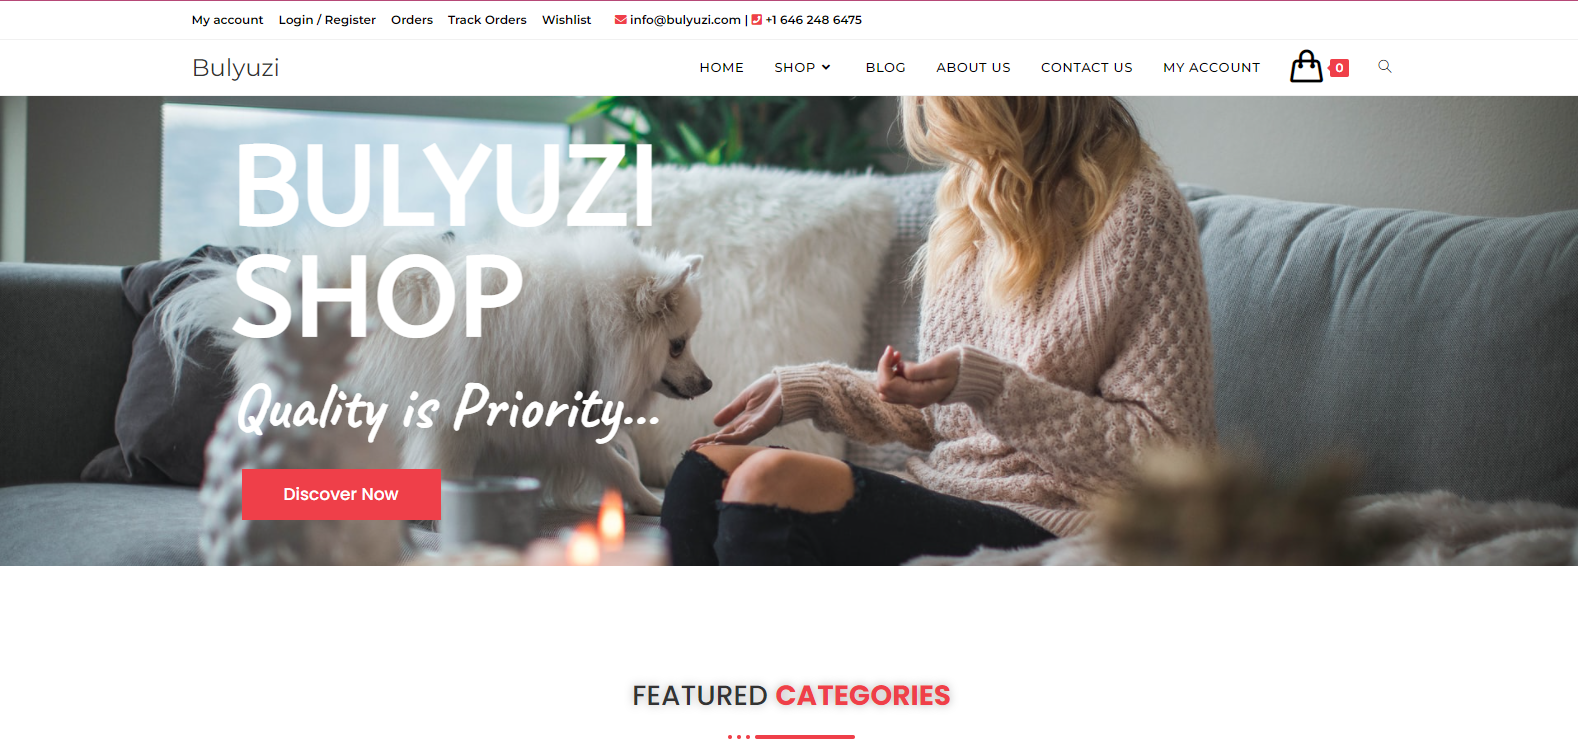 My account Login / Register Orders Track Orders Wishlist info@bulyuzi.com | +1 646 248 6475
Bulyuzi HOME SHOP BLOG ABOUT US CONTACT US MY ACCOUNT 0
BULYUZI
SHOP
Quality is Priority...
Discover Now
FEATURED CATEGORIES